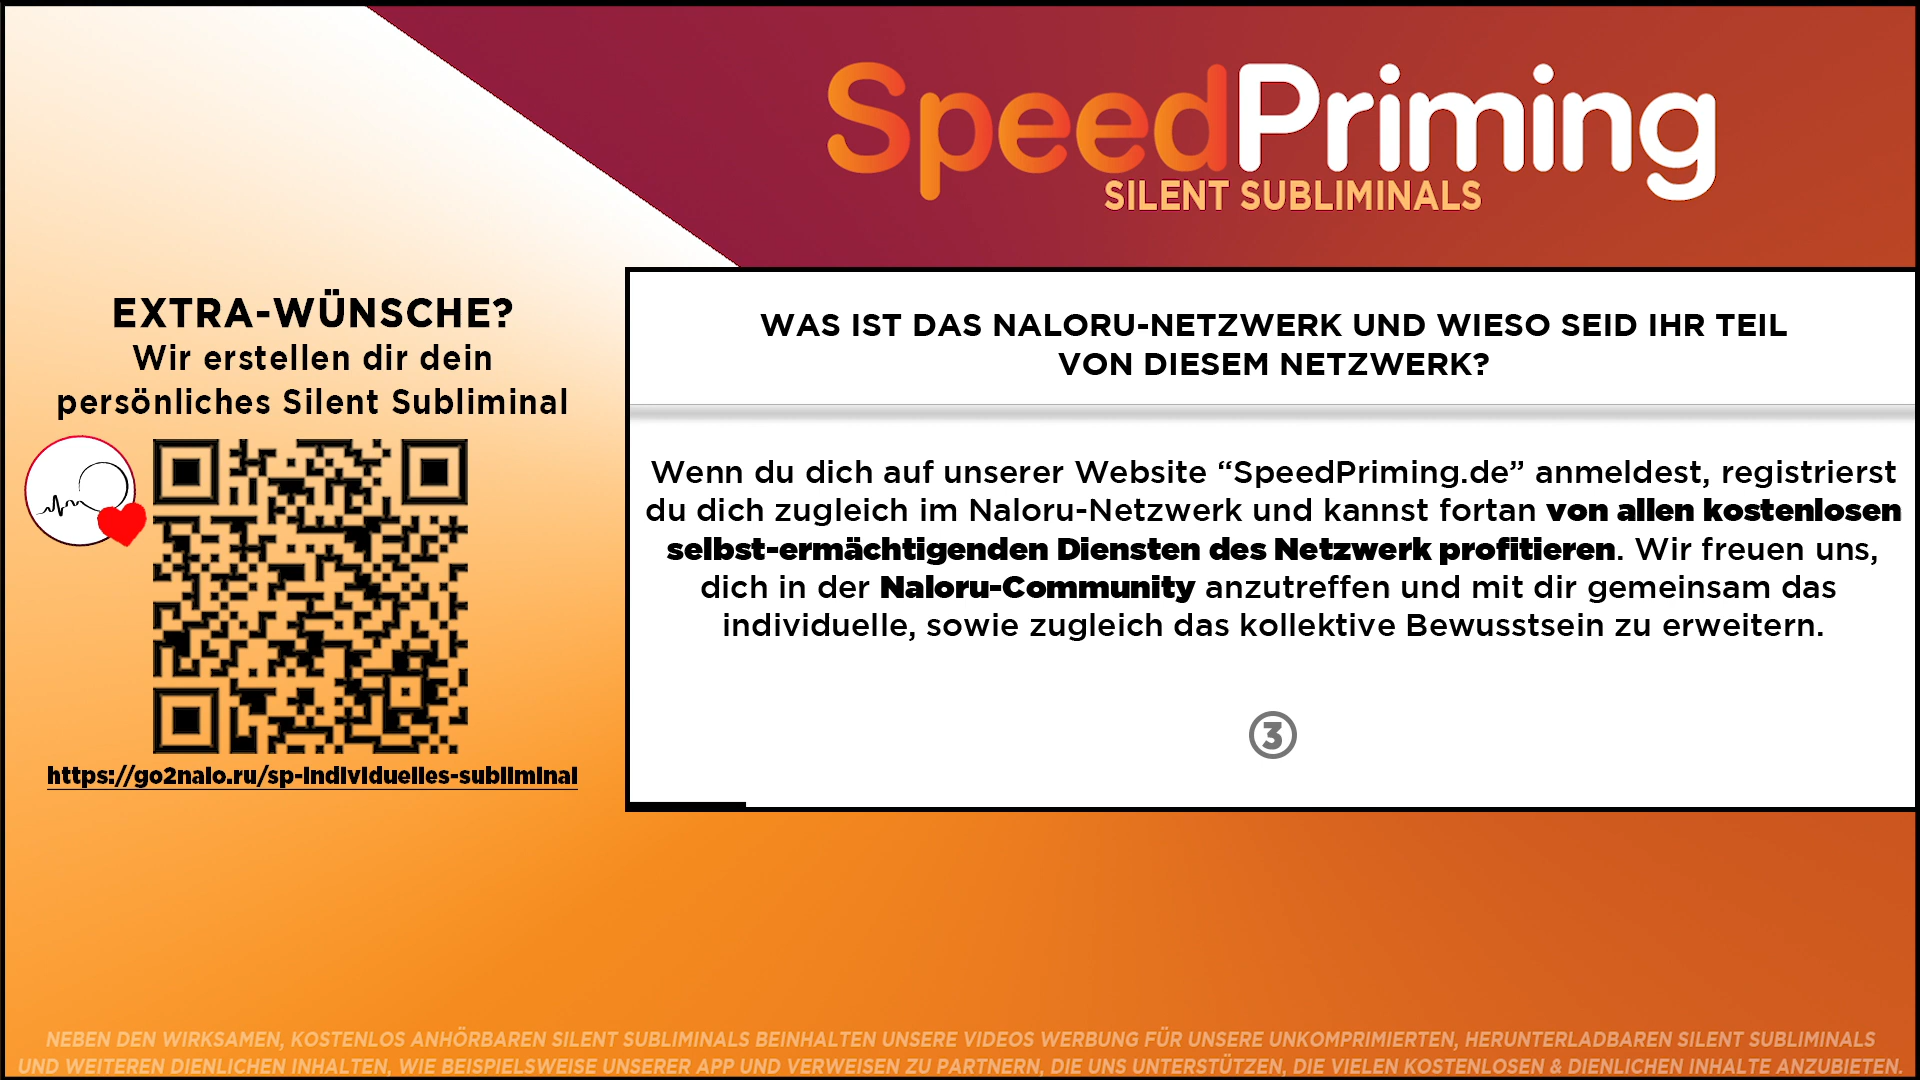 SpeedPriming
SILENT SUBLIMINALS
EXTRA-WÜNSCHE?
Wir erstellen dir dein
persönliches Silent Subliminal
https://go2nalo.ru/sp-individuelles-subliminal
WAS IST DAS NALORU-NETZWERK UND WIESO SEID IHR TEIL
VON DIESEM NETZWERK?
Wenn du dich auf unserer Website “SpeedPriming.de” anmeldest, registrierst
du dich zugleich im Naloru-Netzwerk und kannst fortan von allen kostenlosen
selbst-ermächtigenden Diensten des Netzwerk profitieren. Wir freuen uns,
dich in der Naloru-Community anzutreffen und mit dir gemeinsam das
individuelle, sowie zugleich das kollektive Bewusstsein zu erweitern.
③
NEBEN DEN WIRKSAMEN, KOSTENLOS ANHÖRBAREN SILENT SUBLIMINALS BEINHALTEN UNSERE VIDEOS WERBUNG FÜR UNSERE UNKOMPRIMIERTEN, HERUNTERLADBAREN SILENT SUBLIMINALS
UND WEITEREN DIENLICHEN INHALTEN, WIE BEISPIELSWEISE UNSERER APP UND VERWEISEN ZU PARTNERN, DIE UNS UNTERSTÜTZEN, DIE VIELEN KOSTENLOSEN & DIENLICHEN INHALTE ANZUBIETEN.